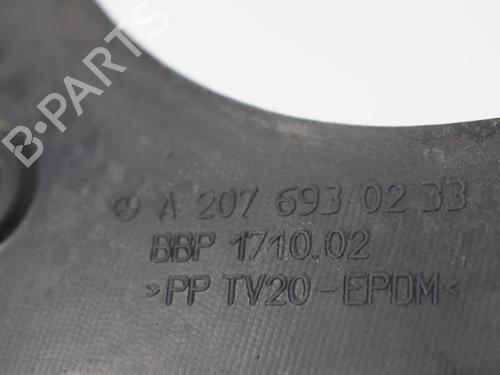 A 207 693 02 33
BBP 1710.02
>PP TV20-EPDM<
B-PARTS